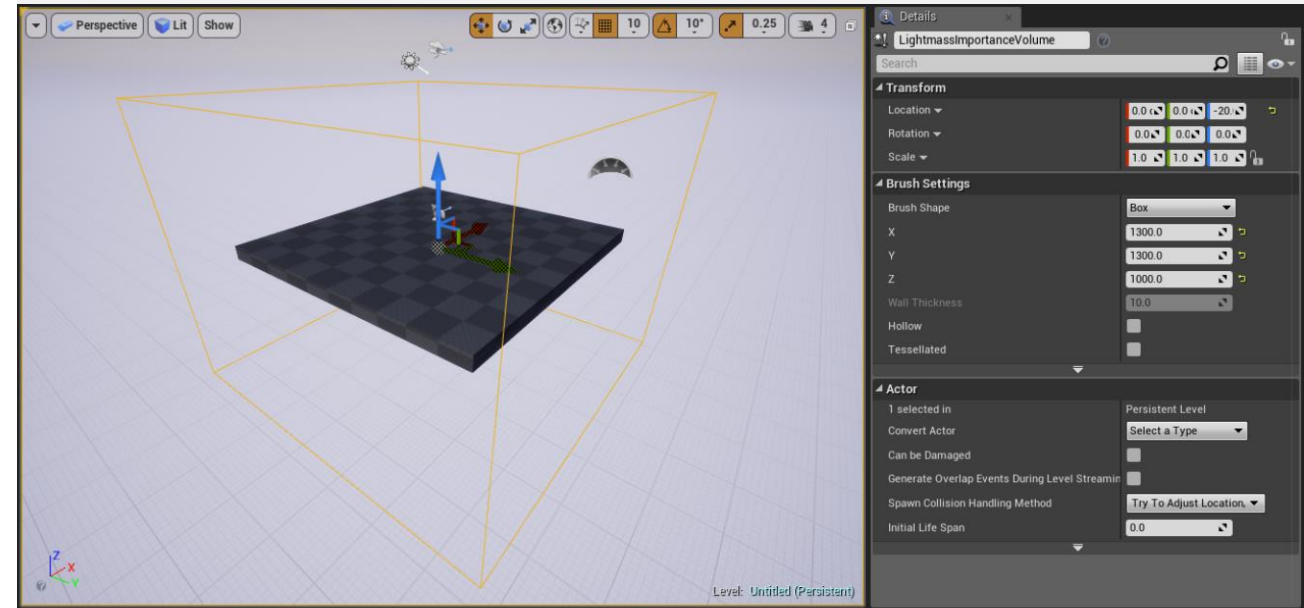 Perspective Lit Show 10 10° 0.25 4
X
Y
Z
Level: Untitled (Persistent)
Details
LightmassImportanceVolume
Search
Transform
Location 0.0 0.0 -20.
Rotation 0.0 0.0 0.0
Scale 1.0 1.0 1.0
Brush Settings
Brush Shape Box
X 1300.0
Y 1300.0
Z 1000.0
Wall Thickness 10.0
Hollow
Tessellated
Actor
1 selected in Persistent Level
Convert Actor Select a Type
Can be Damaged
Generate Overlap Events During Level Streamin
Spawn Collision Handling Method Try To Adjust Location,
Initial Life Span 0.0